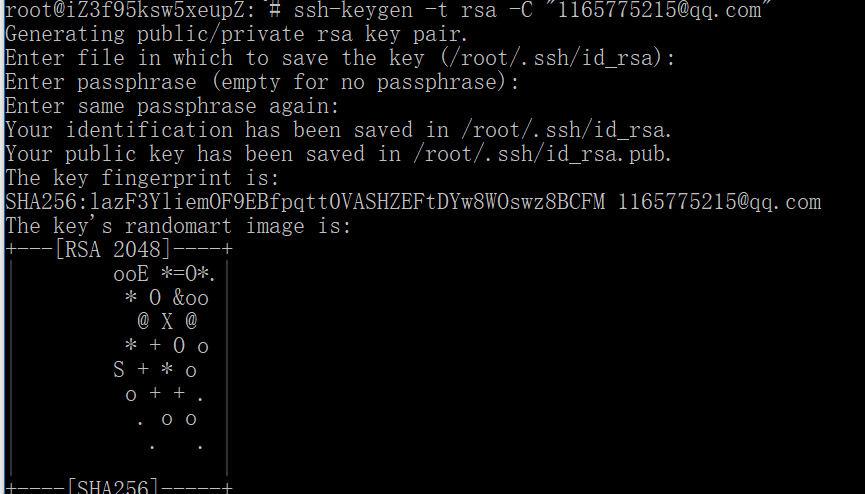 root@iZ3f95ksw5xeupZ:~# ssh-keygen -t rsa -C "1165775215@qq.com"
Generating public/private rsa key pair.
Enter file in which to save the key (/root/.ssh/id_rsa):
Enter passphrase (empty for no passphrase):
Enter same passphrase again:
Your identification has been saved in /root/.ssh/id_rsa.
Your public key has been saved in /root/.ssh/id_rsa.pub.
The key fingerprint is:
SHA256:lazF3YliemOF9EBfpqtt0VASHZEFtDYw8WOswz8BCFM 1165775215@qq.com
The key's randomart image is:
+---[RSA 2048]----+
|        ooE *=O*.|
|         * O &oo |
|          @ X @  |
|         * + O o |
|        S + * o  |
|         o + + . |
|          . o o  |
|           .   . |
|                 |
+----[SHA256]-----+